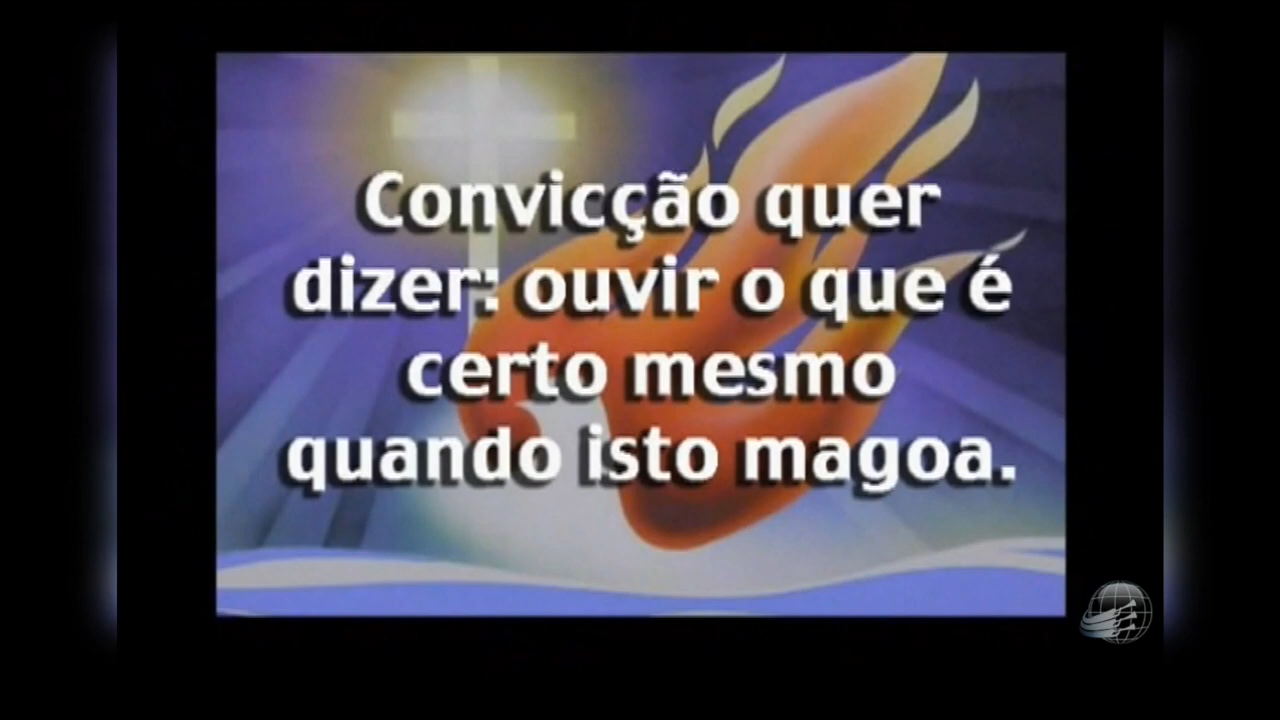 Convicção quer
dizer: ouvir o que é
certo mesmo
quando isto magoa.